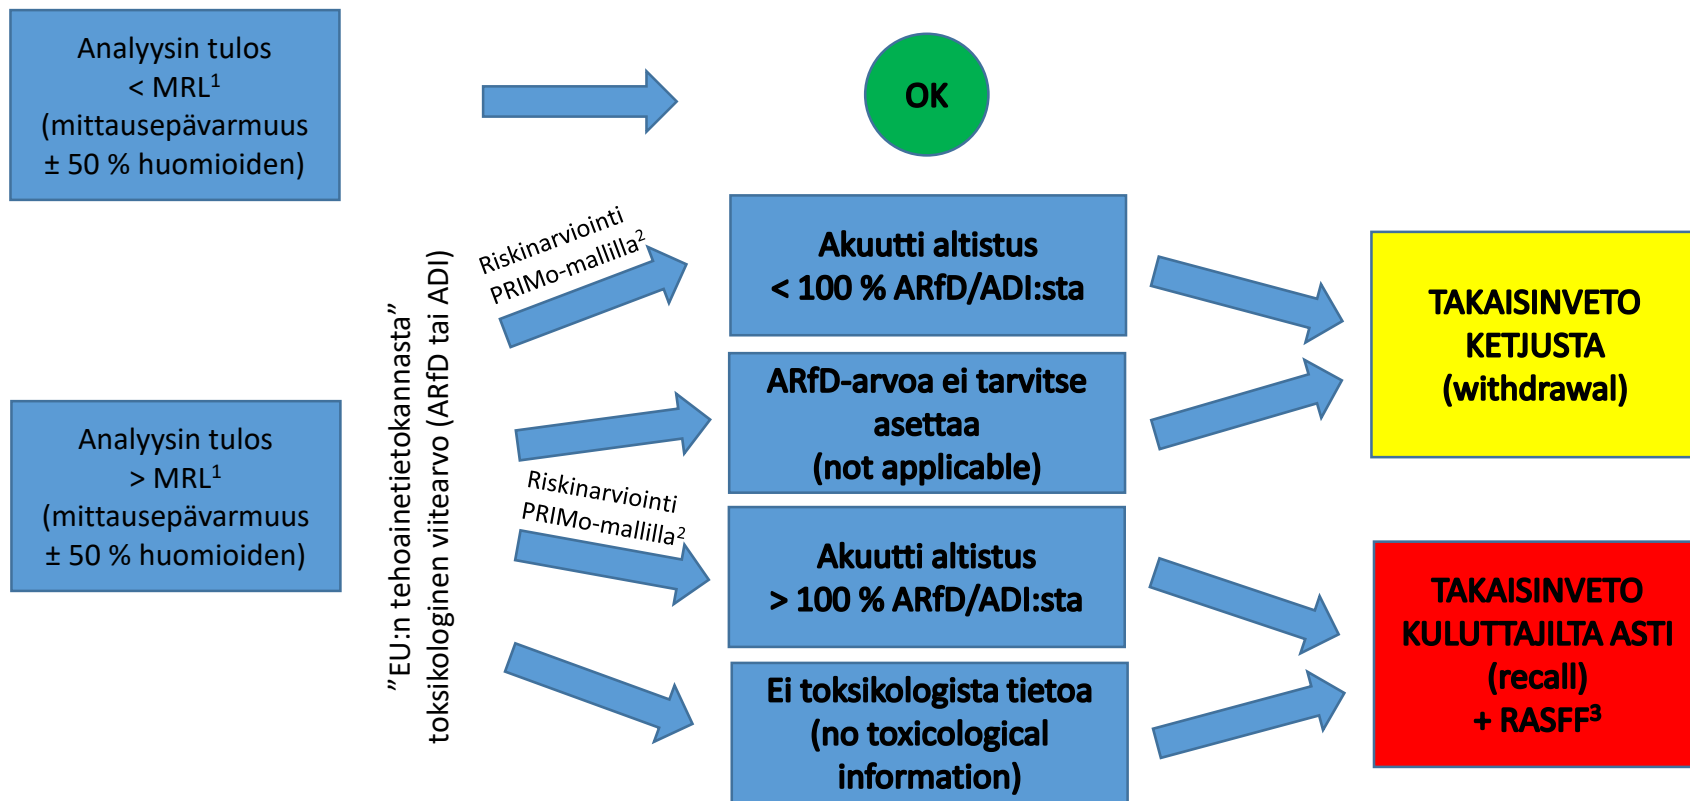 Analyysin tulos
< MRL¹
(mittausepävarmuus
± 50 % huomioiden)
OK
Analyysin tulos
> MRL¹
(mittausepävarmuus
± 50 % huomioiden)
”EU:n tehoainetietokannasta”
toksikologinen viitearvo (ARfD tai ADI)
Riskinarviointi
PRIMo-mallilla²
Akuutti altistus
< 100 % ARfD/ADI:sta
ARfD-arvoa ei tarvitse
asettaa
(not applicable)
Riskinarviointi
PRIMo-mallilla²
Akuutti altistus
> 100 % ARfD/ADI:sta
Ei toksikologista tietoa
(no toxicological
information)
TAKAISINVETO
KETJUSTA
(withdrawal)
TAKAISINVETO
KULUTTAJILTA ASTI
(recall)
+ RASFF³